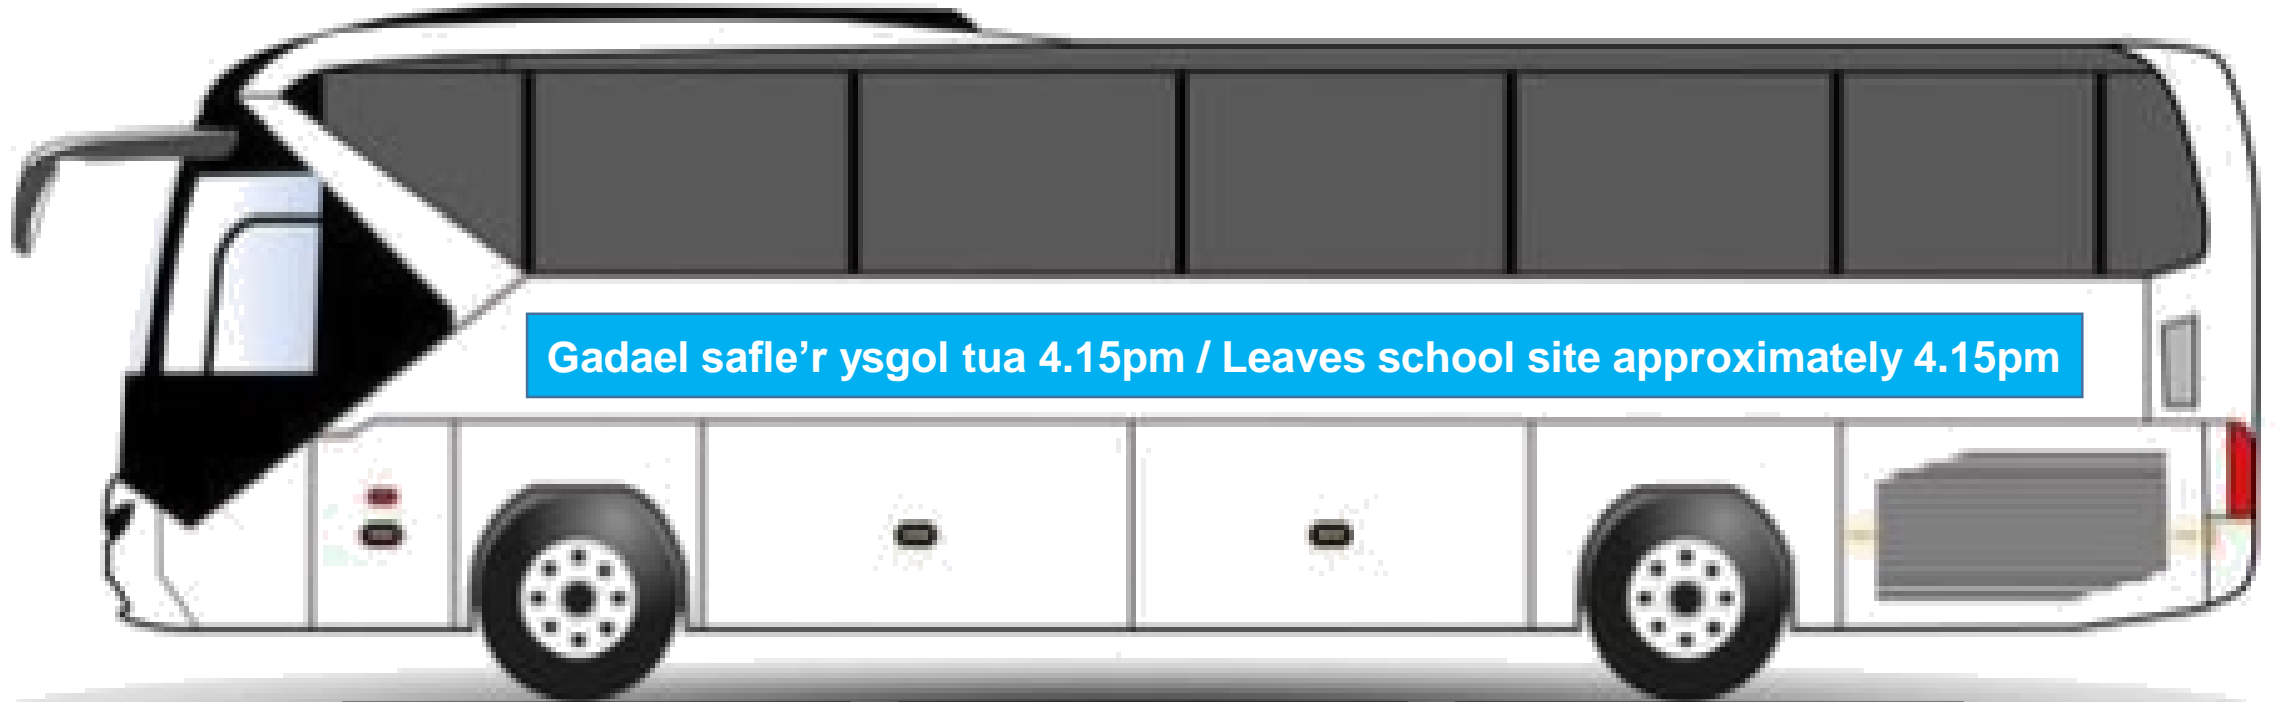 Gadael safle’r ysgol tua 4.15pm / Leaves school site approximately 4.15pm